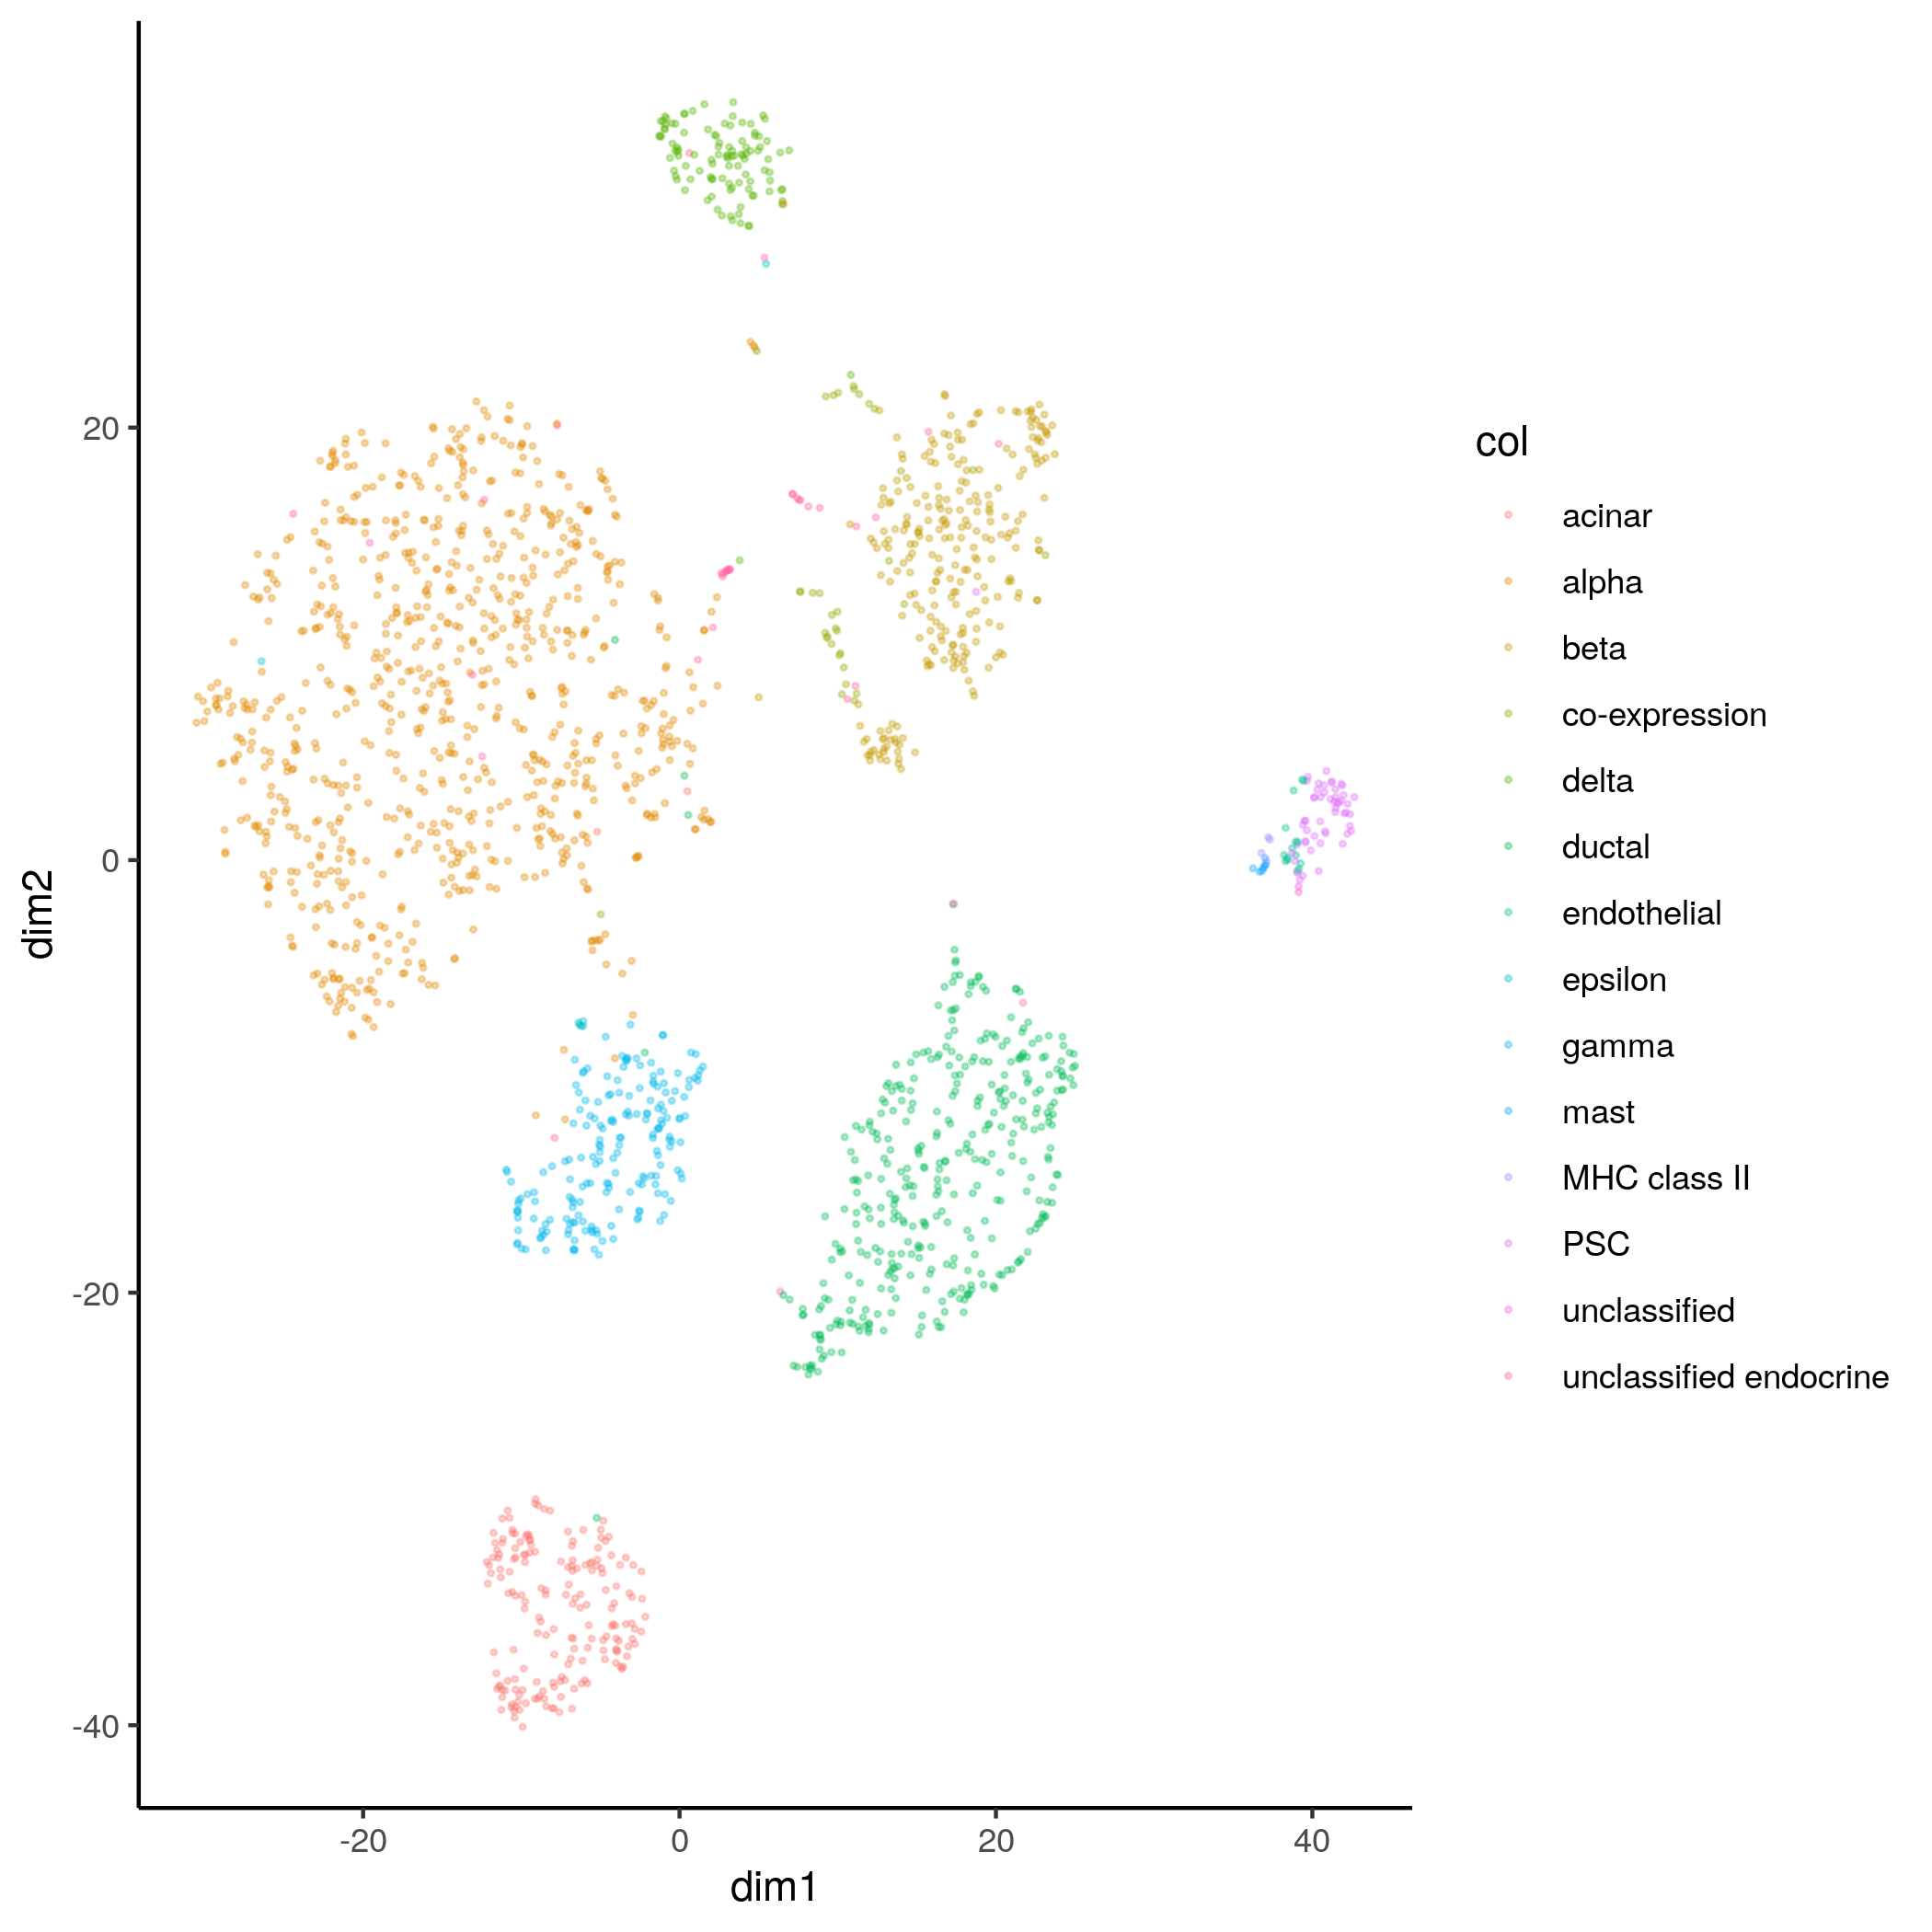 20
0
-20
-40
dim2
-20
0
20
40
dim1
col
acinar
alpha
beta
co-expression
delta
ductal
endothelial
epsilon
gamma
mast
MHC class II
PSC
unclassified
unclassified endocrine